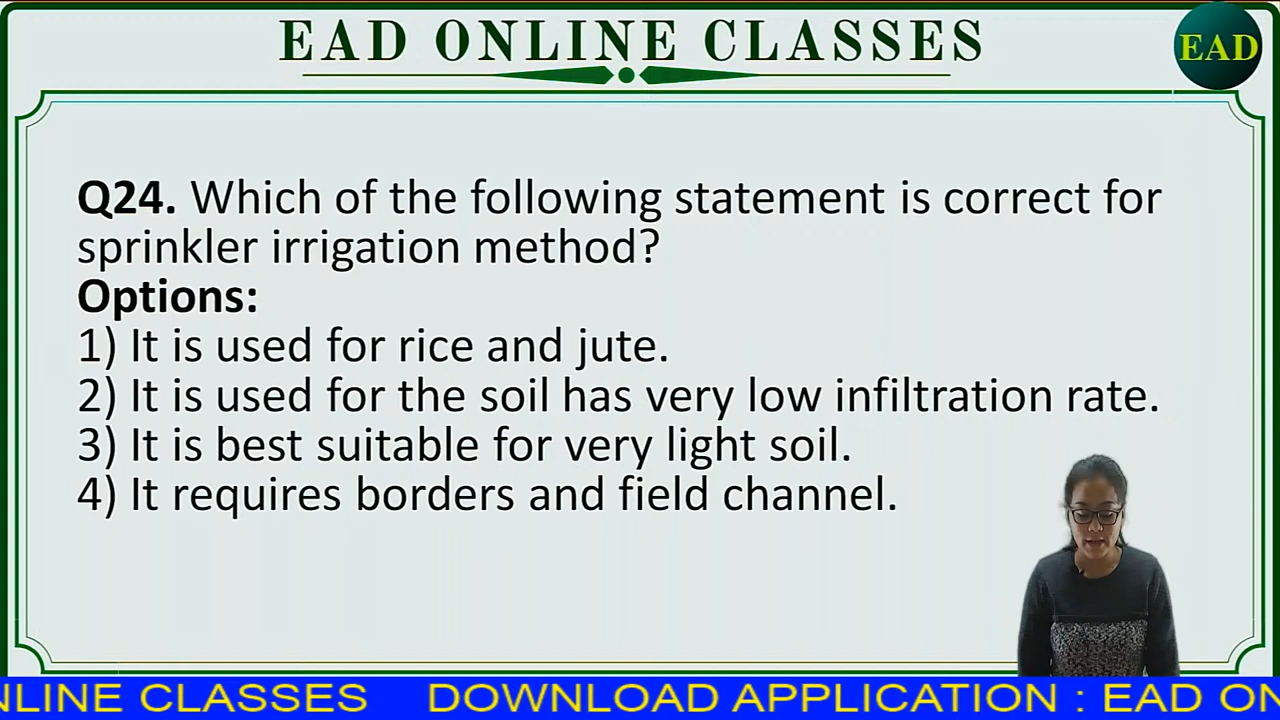 EAD ONLINE CLASSES
EAD
Q24. Which of the following statement is correct for
sprinkler irrigation method?
Options:
1) It is used for rice and jute.
2) It is used for the soil has very low infiltration rate.
3) It is best suitable for very light soil.
4) It requires borders and field channel.
NLINE CLASSES DOWNLOAD APPLICATION : EAD ON